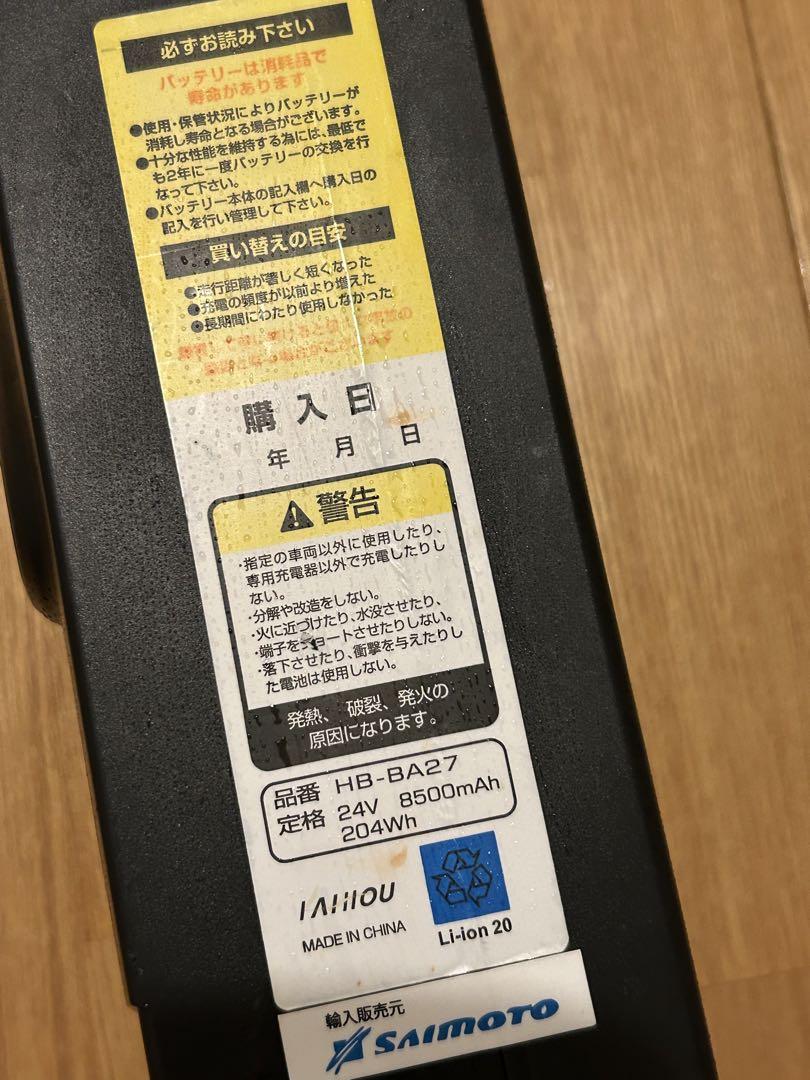 必ずお読み下さい
バッテリーは消耗品で
寿命があります
●使用・保管状況によりバッテリーが
消耗し寿命となる場合がございます。
●十分な性能を維持する為には、最低で
も2年に一度バッテリーの交換を行
なって下さい。
●バッテリー本体の記入欄へ購入日の
記入を行い管理して下さい。
買い替えの目安
●走行距離が著しく短くなった
●充電の頻度が以前より増えた
●長期間にわたり使用しなかった
購入日
年 月 日
警告
・指定の車両以外に使用したり、
専用充電器以外で充電したりし
ない。
・分解や改造をしない。
・火に近づけたり、水没させたり、
・端子をショートさせたりしない。
・落下させたり、衝撃を与えたりし
た電池は使用しない。
発熱、破裂、発火の
原因になります。
品番 HB-BA27
定格 24V 8500mAh
204Wh
MADE IN CHINA
Li-ion 20
輸入販売元
SAIMOTO